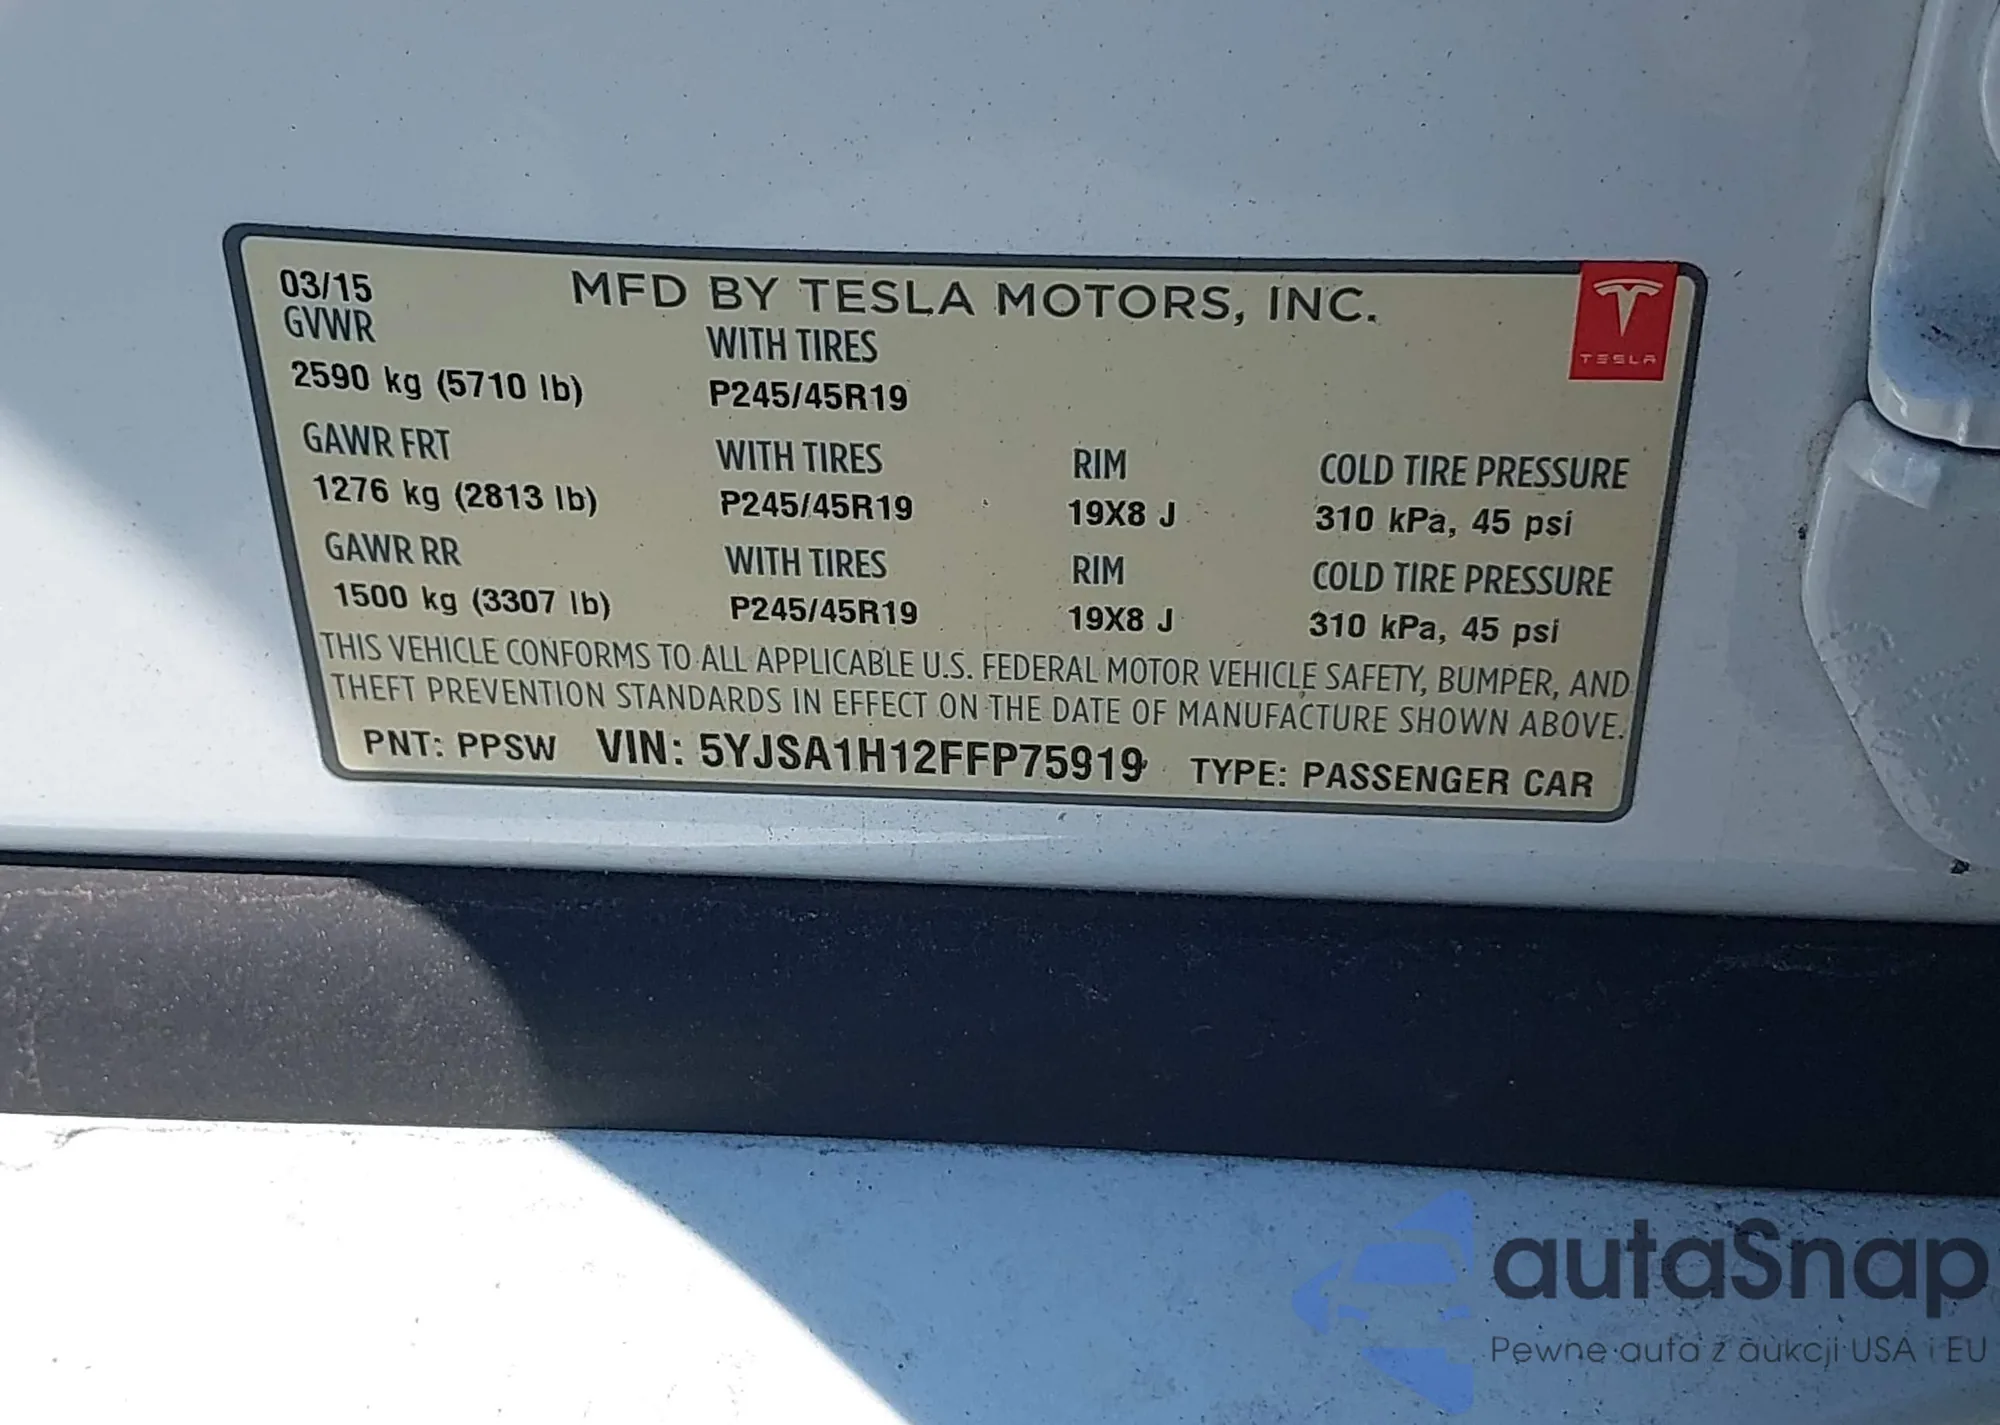 03/15 MFD BY TESLA MOTORS, INC.
TESLA
GVWR WITH TIRES
2590 kg (5710 lb) P245/45R19
GAWR FRT WITH TIRES RIM COLD TIRE PRESSURE
1276 kg (2813 lb) P245/45R19 19X8 J 310 kPa, 45 psi
GAWR RR WITH TIRES RIM COLD TIRE PRESSURE
1500 kg (3307 lb) P245/45R19 19X8 J 310 kPa, 45 psi
THIS VEHICLE CONFORMS TO ALL APPLICABLE U.S. FEDERAL MOTOR VEHICLE SAFETY, BUMPER, AND
THEFT PREVENTION STANDARDS IN EFFECT ON THE DATE OF MANUFACTURE SHOWN ABOVE.
PNT: PPSW VIN: 5YJSA1H12FFP75919 TYPE: PASSENGER CAR
autaSnap
Pewne auta z aukcji USA i EU